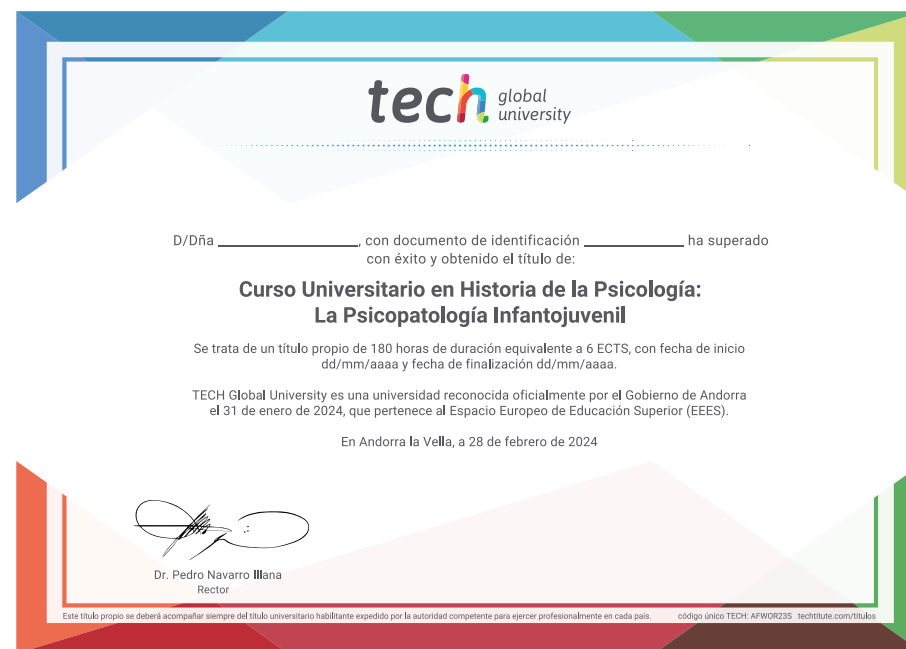 tech global university
D/Dña ____________________, con documento de identificación ______________ ha superado
con éxito y obtenido el título de:
Curso Universitario en Historia de la Psicología:
La Psicopatología Infantojuvenil
Se trata de un título propio de 180 horas de duración equivalente a 6 ECTS, con fecha de inicio
dd/mm/aaaa y fecha de finalización dd/mm/aaaa.
TECH Global University es una universidad reconocida oficialmente por el Gobierno de Andorra
el 31 de enero de 2024, que pertenece al Espacio Europeo de Educación Superior (EEES).
En Andorra la Vella, a 28 de febrero de 2024
Dr. Pedro Navarro Illana
Rector
Este título propio se deberá acompañar siempre del título universitario habilitante expedido por la autoridad competente para ejercer profesionalmente en cada país. código único TECH: AFWOR23S techtitute.com/titulos